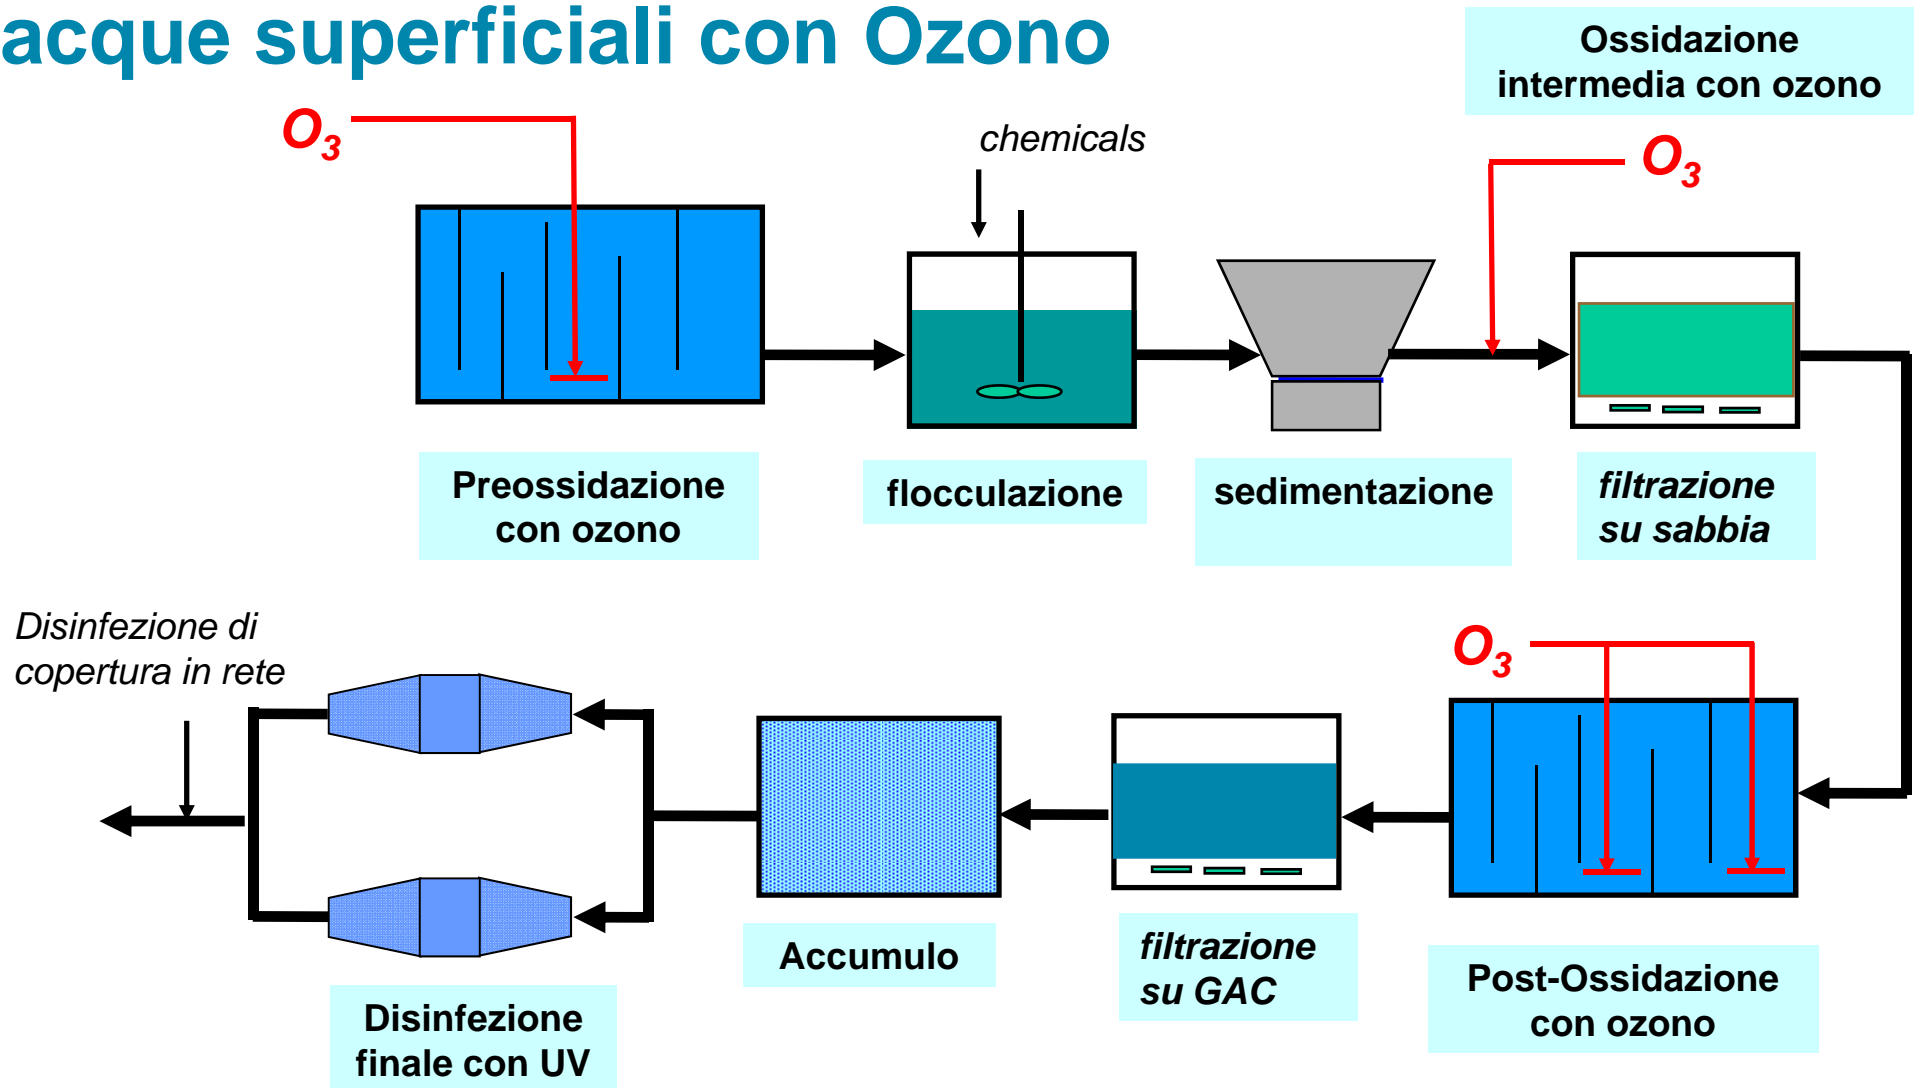 acque superficiali con Ozono
Ossidazione
intermedia con ozono
O3
chemicals
O3
Preossidazione
con ozono
flocculazione
sedimentazione
filtrazione
su sabbia
Disinfezione di
copertura in rete
O3
Accumulo
filtrazione
su GAC
Post-Ossidazione
con ozono
Disinfezione
finale con UV